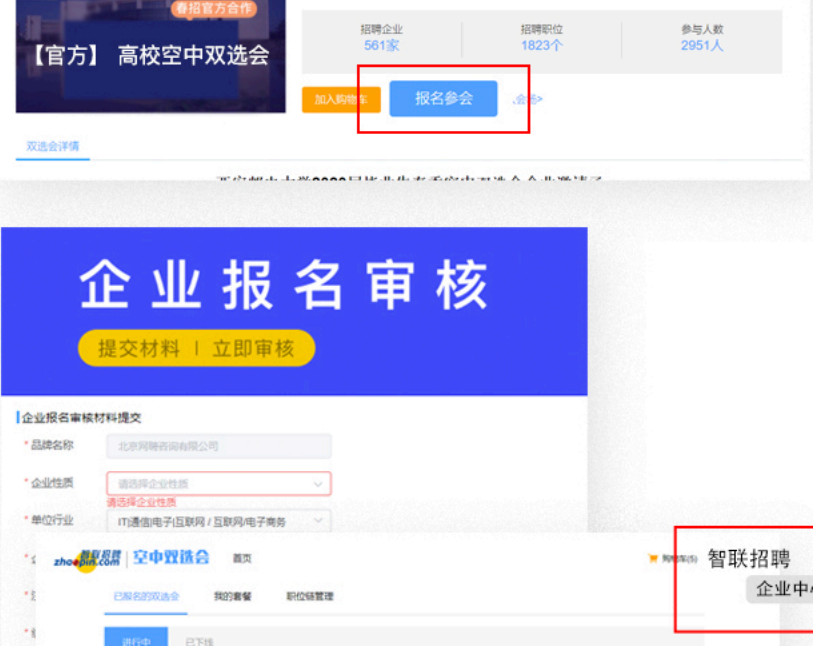 春招官方合作
【官方】 高校空中双选会
招聘企业
561家
招聘职位
1823个
参与人数
2951人
加入购物车
报名参会
双选会详情
企业报名审核
提交材料 | 立即审核
企业报名审核材料提交
* 品牌名称
北京网聘咨询有限公司
* 企业性质
请选择企业性质
请选择企业性质
* 单位行业
IT|通信|电子|互联网 / 互联网/电子商务
智联招聘
zhaopin.com
空中双选会
首页
购物车(5)
智联招聘
企业中心
已报名的双选会
我的套餐
职位链管理
进行中
已下线